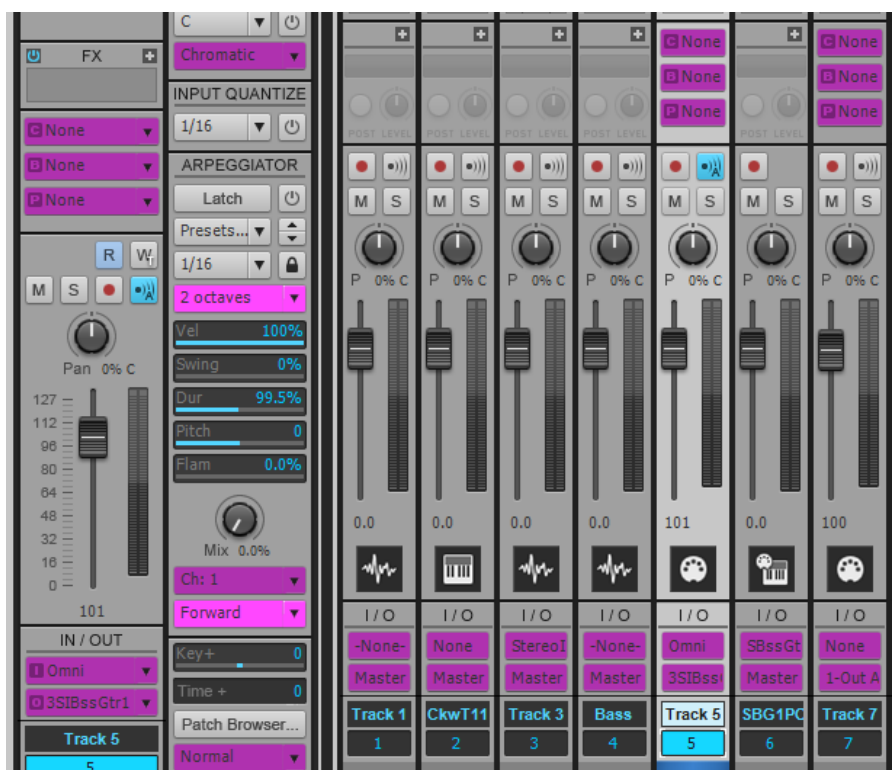 FX
C None
B None
P None
R W
M S
Pan 0% C
127
112
96
80
64
48
32
16
0
101
IN / OUT
I Omni
O 3SIBssGtr1
Track 5
5
C
Chromatic
INPUT QUANTIZE
1/16
ARPEGGIATOR
Latch
Presets...
1/16
2 octaves
Vel 100%
Swing 0%
Dur 99.5%
Pitch 0
Flam 0.0%
Mix 0.0%
Ch: 1
Forward
Key+ 0
Time + 0
Patch Browser...
Normal
POST LEVEL
M S
P 0% C
0.0
I / O
-None-
Master
Track 1
1
POST LEVEL
M S
P 0% C
0.0
I / O
None
Master
CkwT11
2
POST LEVEL
M S
P 0% C
0.0
I / O
StereoI
Master
Track 3
3
POST LEVEL
M S
P 0% C
0.0
I / O
-None-
Master
Bass
4
C None
B None
P None
M S
P 0% C
101
I / O
Omni
3SIBss
Track 5
5
POST LEVEL
M S
P 0% C
0.0
I / O
SBssGt
Master
SBG1PC
6
C None
B None
P None
M S
P 0% C
100
I / O
None
1-Out A
Track 7
7